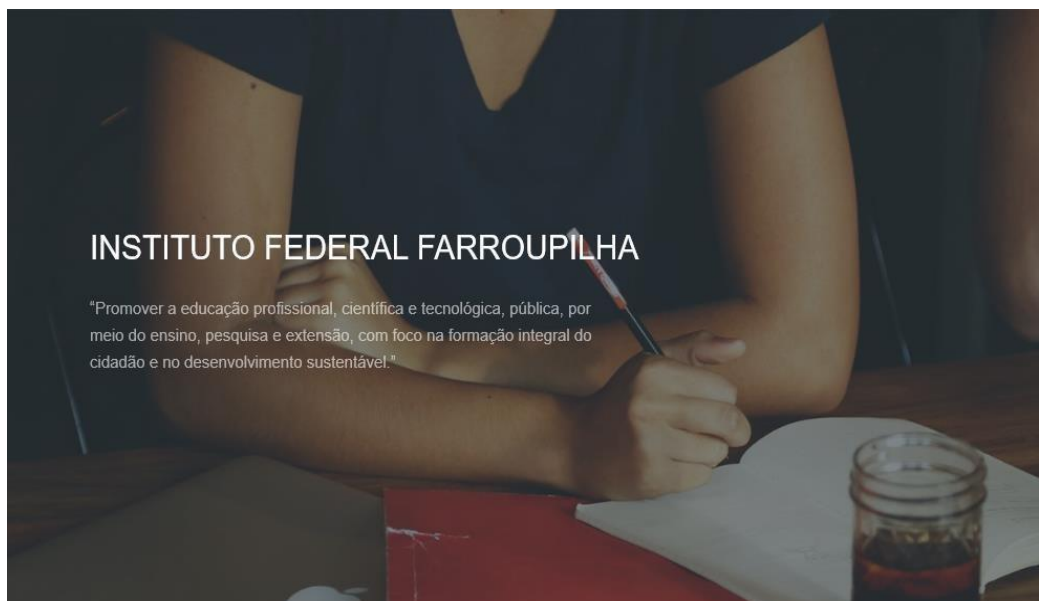 INSTITUTO FEDERAL FARROUPILHA
“Promover a educação profissional, científica e tecnológica, pública, por
meio do ensino, pesquisa e extensão, com foco na formação integral do
cidadão e no desenvolvimento sustentável.”